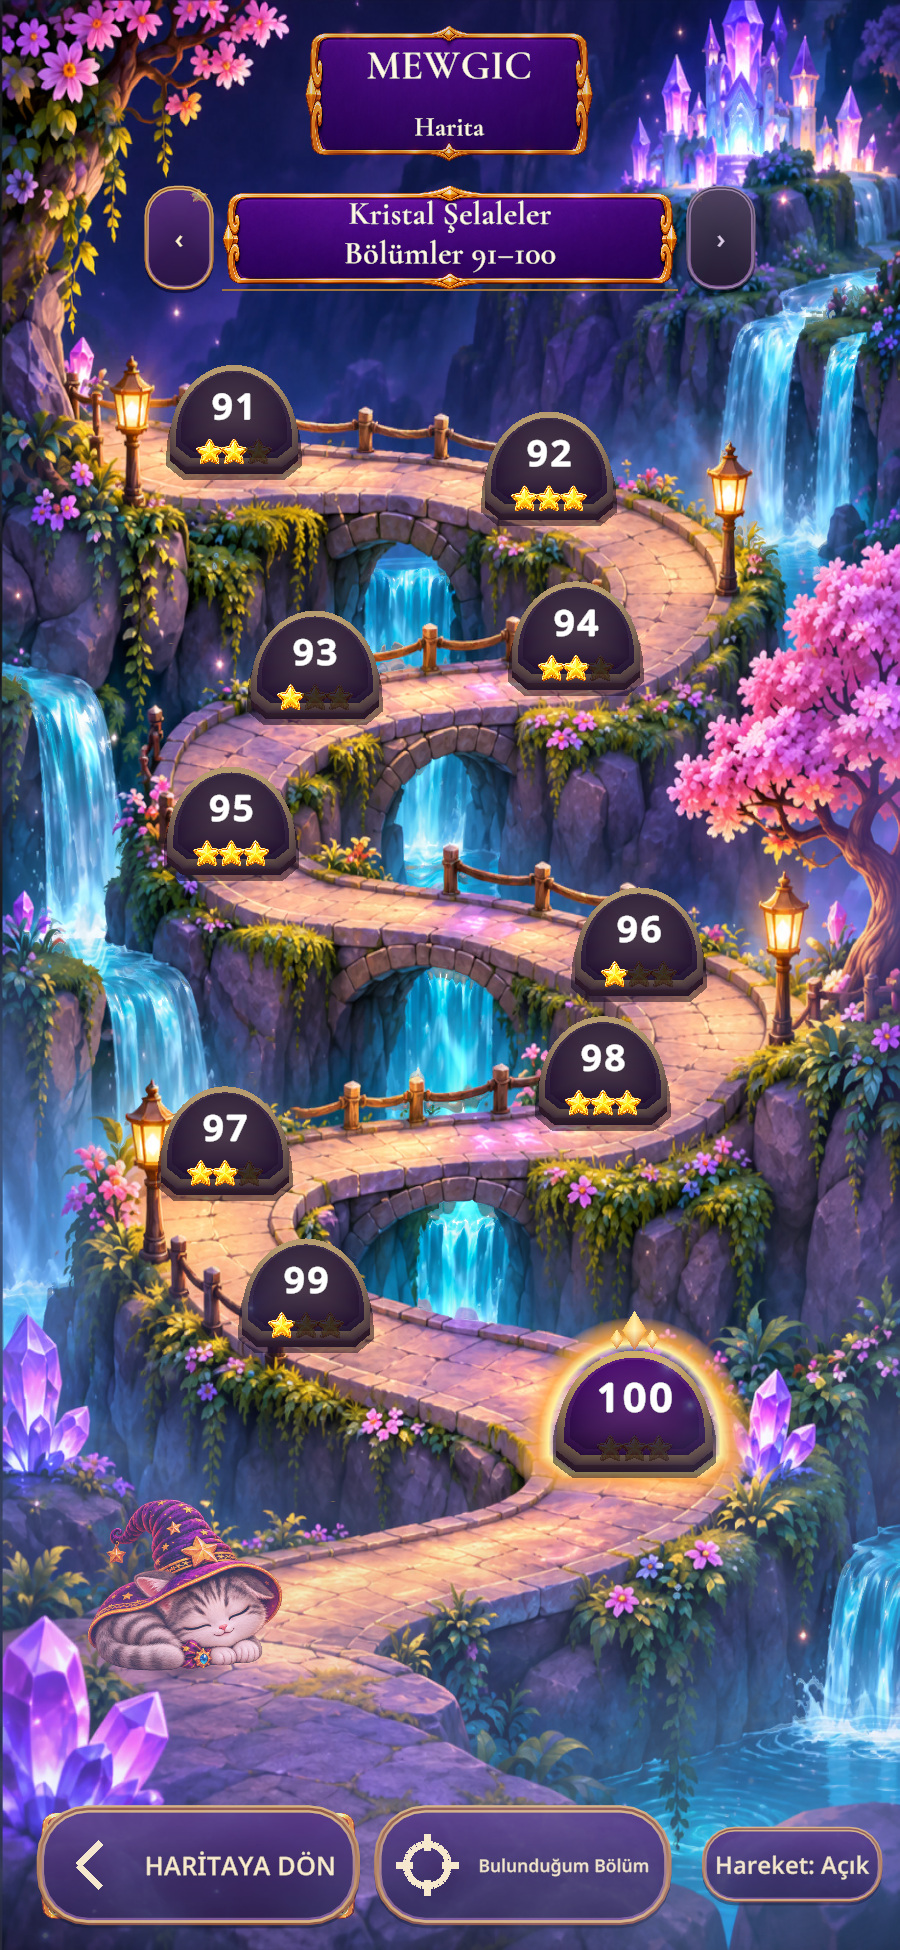 MEWGIC
Harita
‹
Kristal Şelaleler
Bölümler 91–100
›
91
92
93
94
95
96
98
97
99
100
HARİTAYA DÖN
Bulunduğum Bölüm
Hareket: Açık